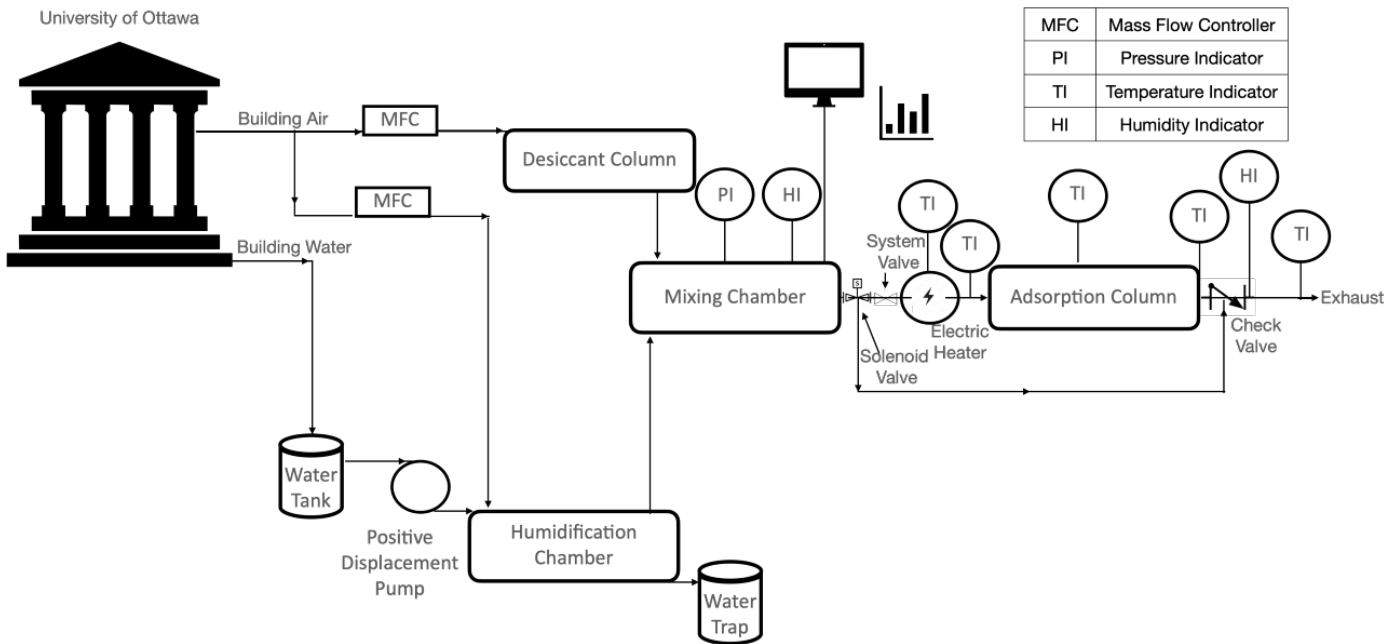 University of Ottawa
MFC Mass Flow Controller
PI Pressure Indicator
TI Temperature Indicator
HI Humidity Indicator
Building Air
MFC
Desiccant Column
MFC
PI
HI
TI
TI
TI
TI
HI
TI
Building Water
System
Valve
Mixing Chamber
S
Adsorption Column
Exhaust
Electric
Heater
Solenoid
Valve
Check
Valve
Water
Tank
Positive
Displacement
Pump
Humidification
Chamber
Water
Trap